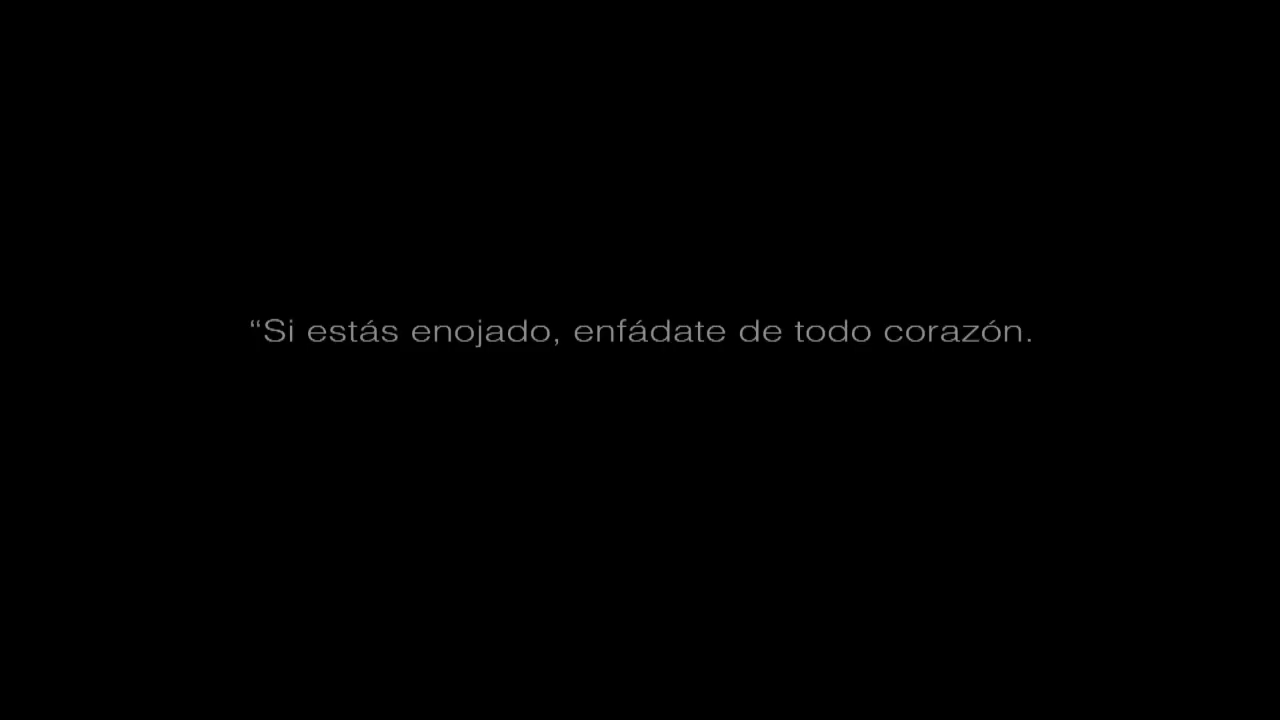 “Si estás enojado, enfádate de todo corazón.